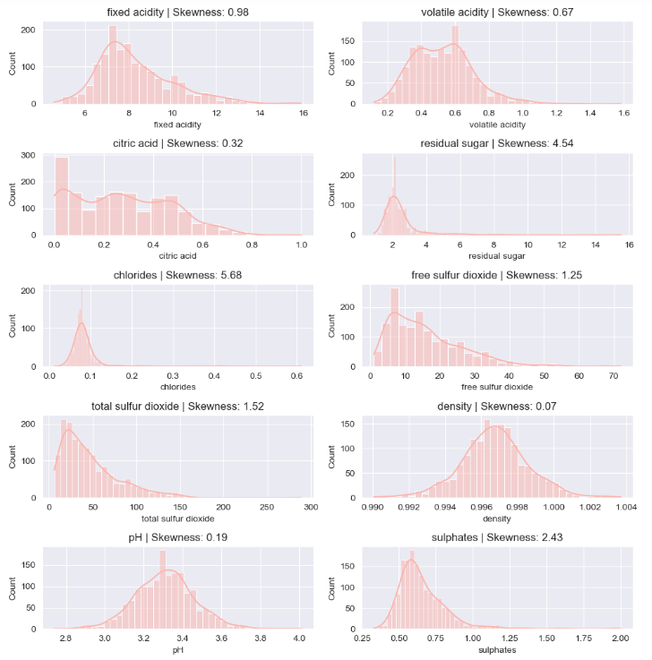 fixed acidity | Skewness: 0.98
volatile acidity | Skewness: 0.67
200
100
0
Count
6 8 10 12 14 16
fixed acidity
150
100
50
0
Count
0.2 0.4 0.6 0.8 1.0 1.2 1.4 1.6
volatile acidity
citric acid | Skewness: 0.32
residual sugar | Skewness: 4.54
300
200
100
0
Count
0.0 0.2 0.4 0.6 0.8 1.0
citric acid
200
100
0
Count
2 4 6 8 10 12 14 16
residual sugar
chlorides | Skewness: 5.68
free sulfur dioxide | Skewness: 1.25
200
100
0
Count
0.0 0.1 0.2 0.3 0.4 0.5 0.6
chlorides
200
100
0
Count
0 10 20 30 40 50 60 70
free sulfur dioxide
total sulfur dioxide | Skewness: 1.52
density | Skewness: 0.07
200
100
0
Count
0 50 100 150 200 250 300
total sulfur dioxide
150
100
50
0
Count
0.990 0.992 0.994 0.996 0.998 1.000 1.002 1.004
density
pH | Skewness: 0.19
sulphates | Skewness: 2.43
150
100
50
0
Count
2.8 3.0 3.2 3.4 3.6 3.8 4.0
pH
150
100
50
0
Count
0.25 0.50 0.75 1.00 1.25 1.50 1.75 2.00
sulphates